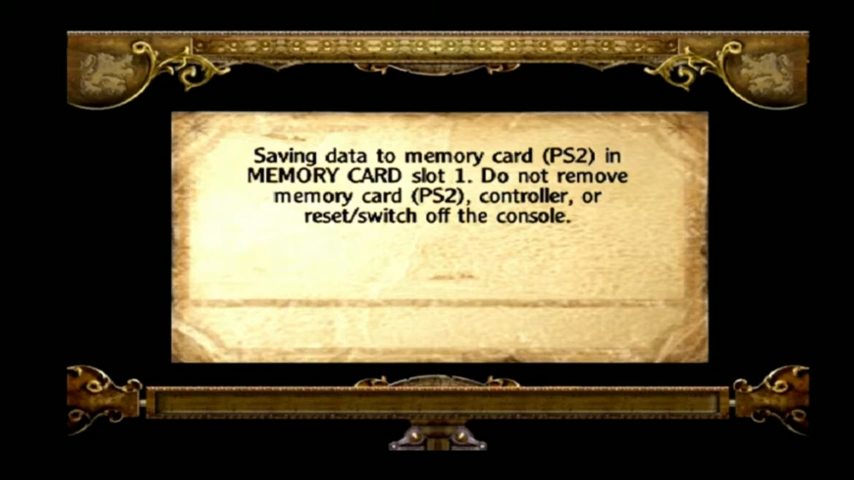 Saving data to memory card (PS2) in
MEMORY CARD slot 1. Do not remove
memory card (PS2), controller, or
reset/switch off the console.